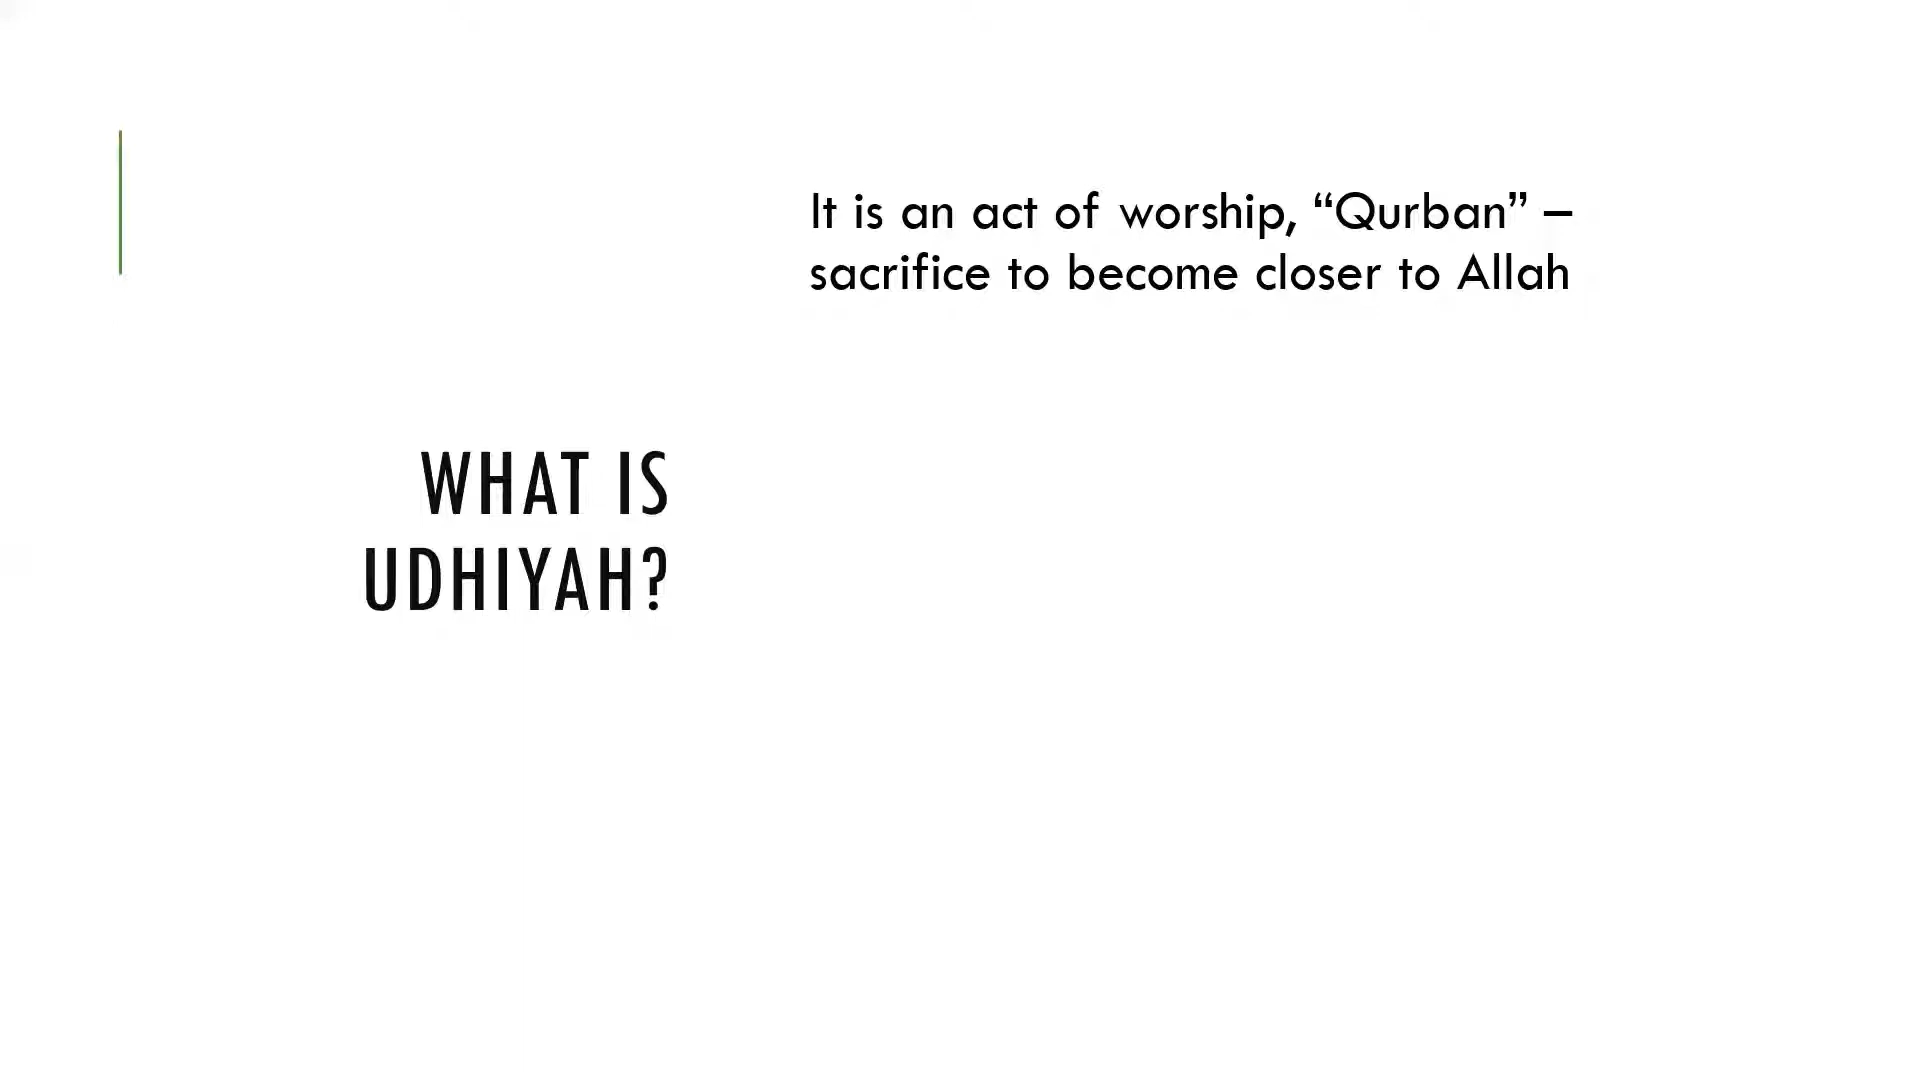 WHAT IS
UDHIYAH?
It is an act of worship, “Qurban” –
sacrifice to become closer to Allah